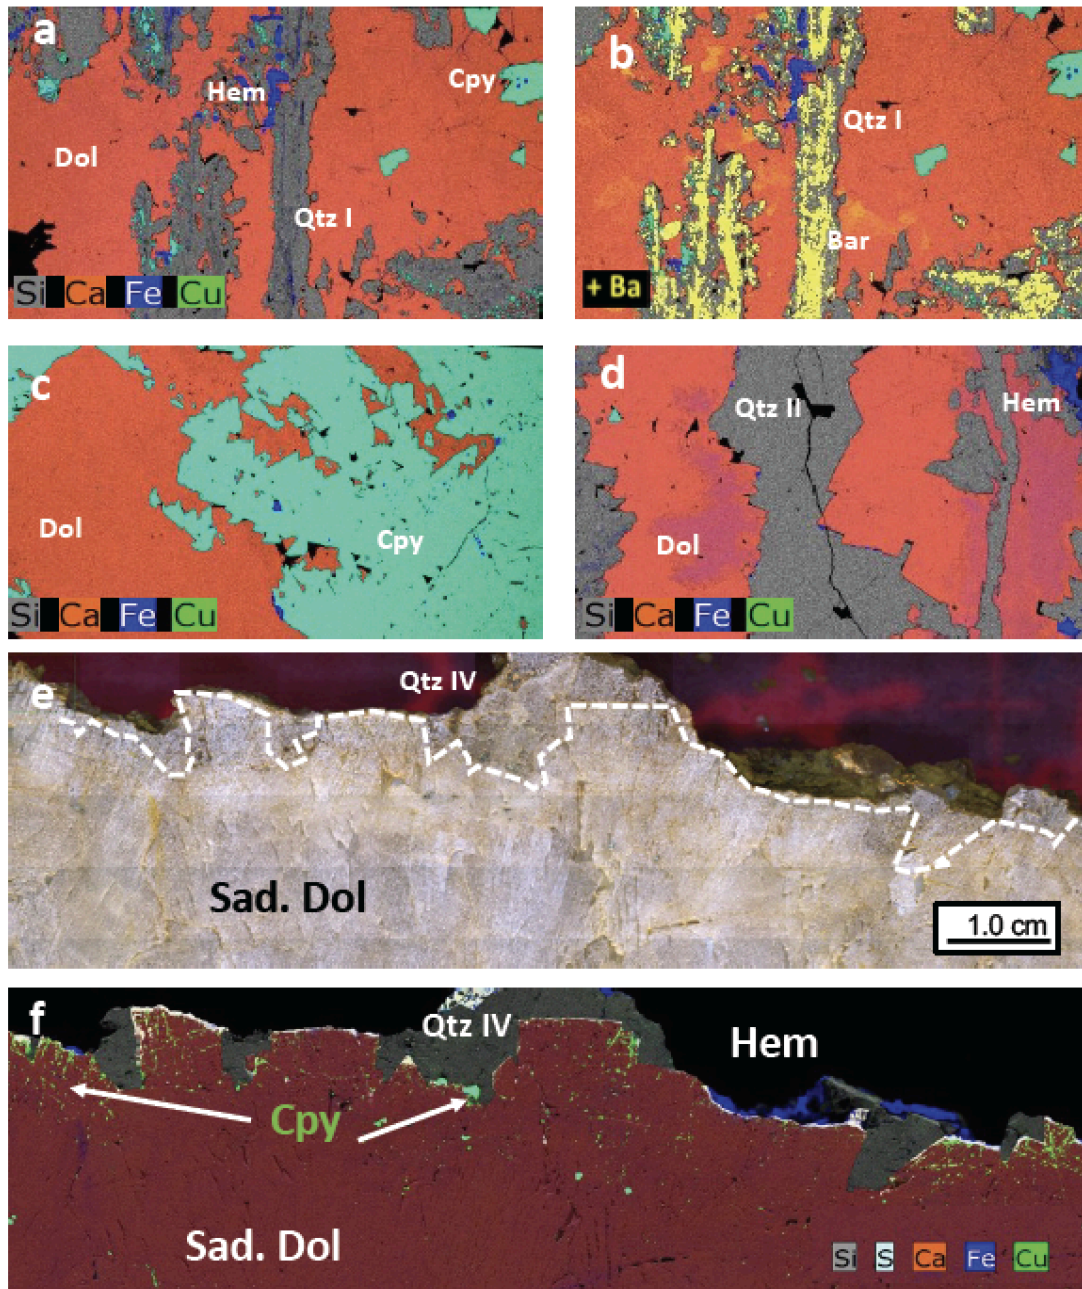 a
Hem
Cpy
Dol
Qtz I
Si Ca Fe Cu
b
Qtz I
Bar
+ Ba
c
Dol
Cpy
Si Ca Fe Cu
d
Qtz II
Hem
Dol
Si Ca Fe Cu
e
Qtz IV
Sad. Dol
1.0 cm
f
Qtz IV
Hem
Cpy
Sad. Dol
Si S Ca Fe Cu